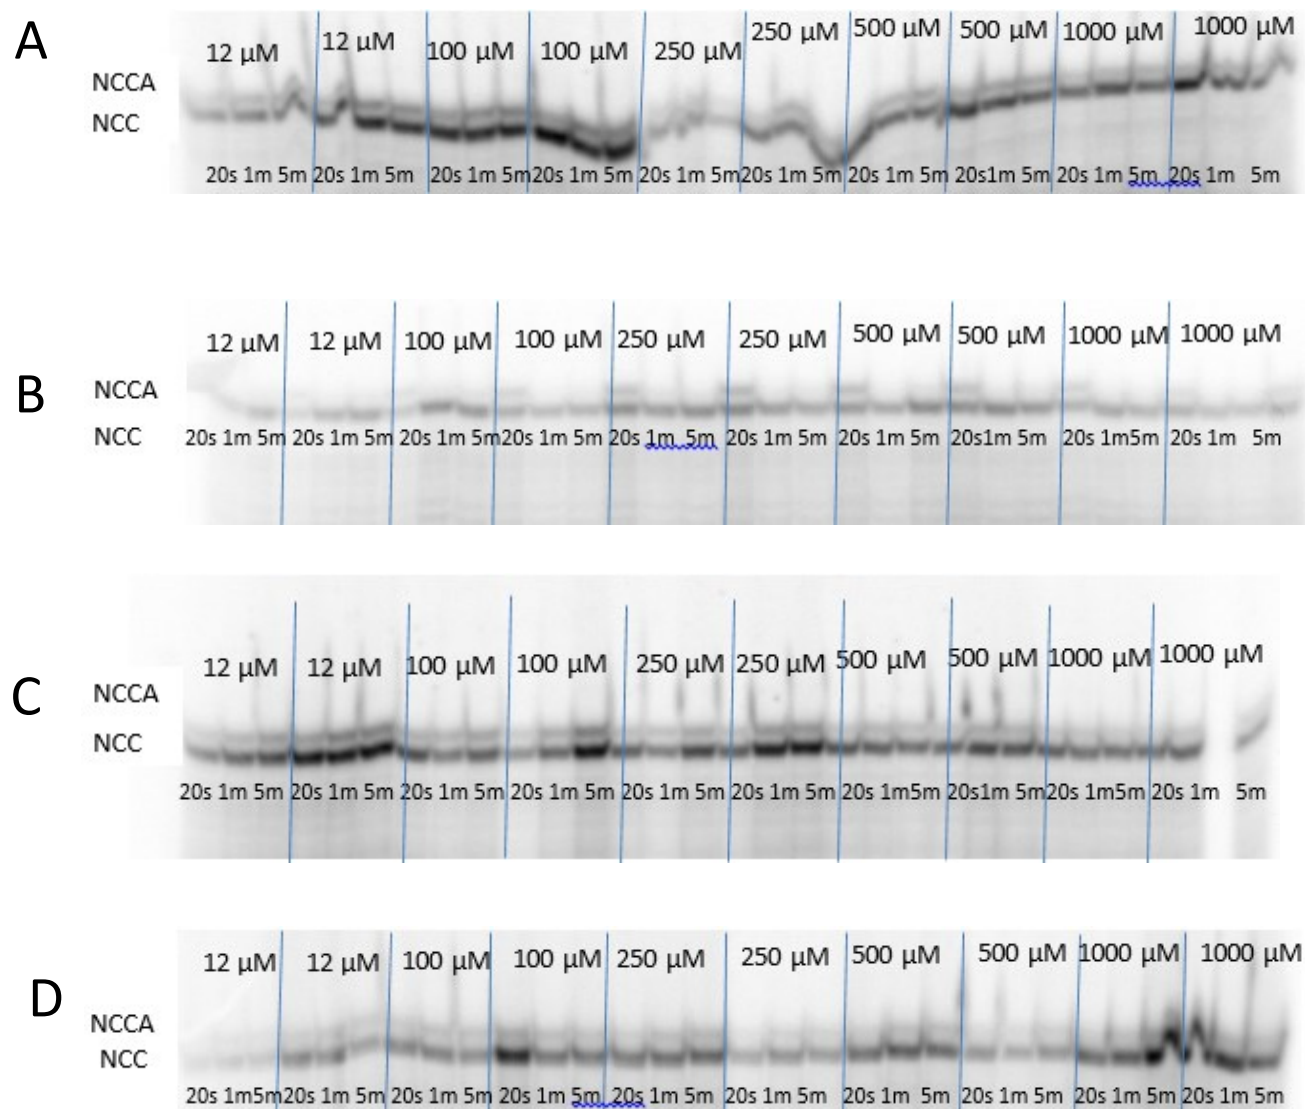 A
12 µM 12 µM 100 µM 100 µM 250 µM 250 µM 500 µM 500 µM 1000 µM 1000 µM
NCCA
NCC
20s 1m 5m 20s 1m 5m 20s 1m 5m 20s 1m 5m 20s 1m 5m 20s 1m 5m 20s 1m 5m 20s1m 5m 20s 1m 5m 20s 1m 5m
12 µM 12 µM 100 µM 100 µM 250 µM 250 µM 500 µM 500 µM 1000 µM 1000 µM
B
NCCA
NCC
20s 1m 5m 20s 1m 5m 20s 1m 5m 20s 1m 5m 20s 1m 5m 20s 1m 5m 20s 1m 5m 20s1m 5m 20s 1m5m 20s 1m 5m
12 µM 12 µM 100 µM 100 µM 250 µM 250 µM 500 µM 500 µM 1000 µM 1000 µM
C
NCCA
NCC
20s 1m 5m 20s 1m 5m 20s 1m 5m 20s 1m 5m 20s 1m 5m 20s 1m 5m 20s 1m5m 20s1m 5m 20s 1m5m 20s 1m 5m
12 µM 12 µM 100 µM 100 µM 250 µM 250 µM 500 µM 500 µM 1000 µM 1000 µM
D
NCCA
NCC
20s 1m5m 20s 1m 5m 20s 1m 5m 20s 1m 5m 20s 1m 5m 20s 1m 5m 20s 1m 5m 20s 1m 5m 20s 1m 5m 20s 1m 5m